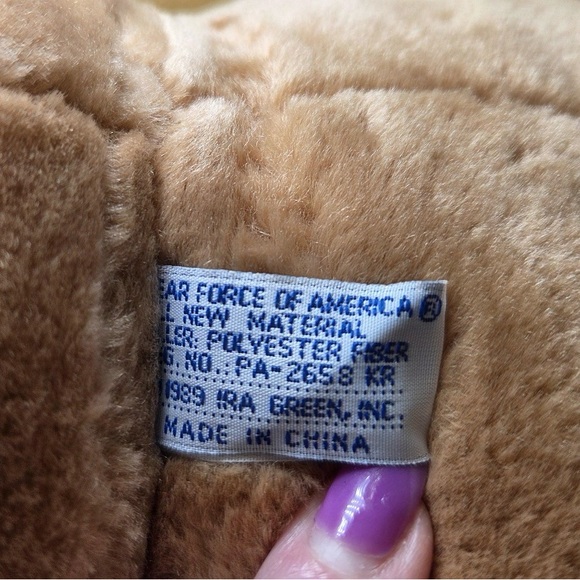 EAR FORCE OF AMERICA®
NEW MATERIAL
LER: POLYESTER FIBER
G. NO.: PA-2658 KR
1989 IRA GREEN, INC.
MADE IN CHINA